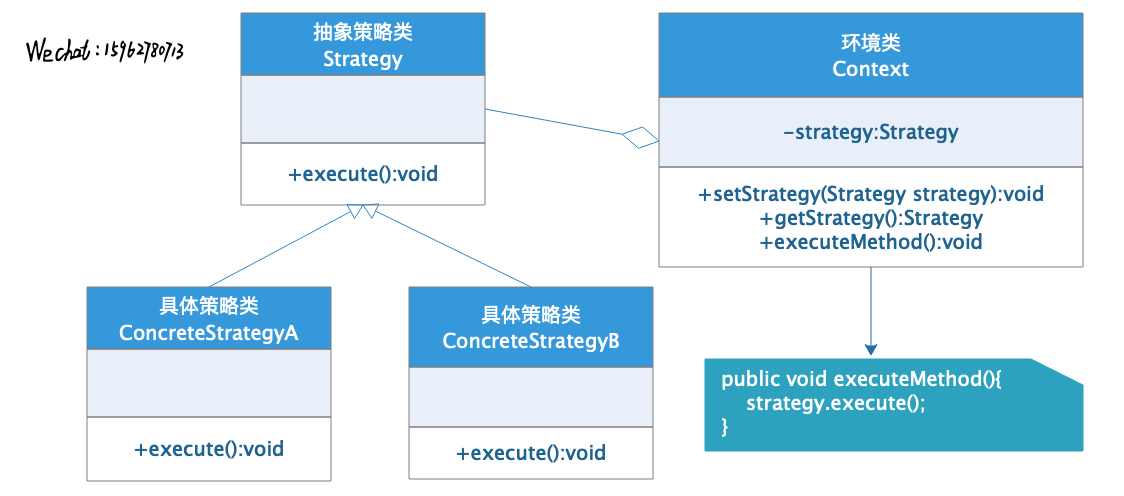 Wechat:15962780713
抽象策略类
Strategy
+execute():void
环境类
Context
-strategy:Strategy
+setStrategy(Strategy strategy):void
+getStrategy():Strategy
+executeMethod():void
具体策略类
ConcreteStrategyA
+execute():void
具体策略类
ConcreteStrategyB
+execute():void
public void executeMethod(){
    strategy.execute();
}